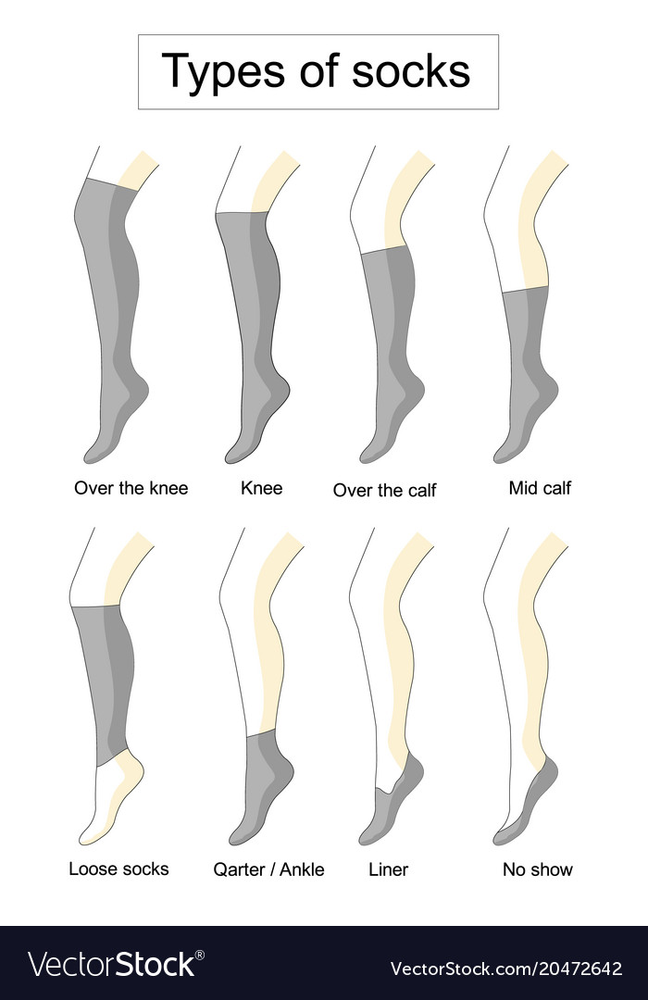 Types of socks
Over the knee
Knee
Over the calf
Mid calf
Loose socks
Qarter / Ankle
Liner
No show
VectorStock®
VectorStock.com/20472642